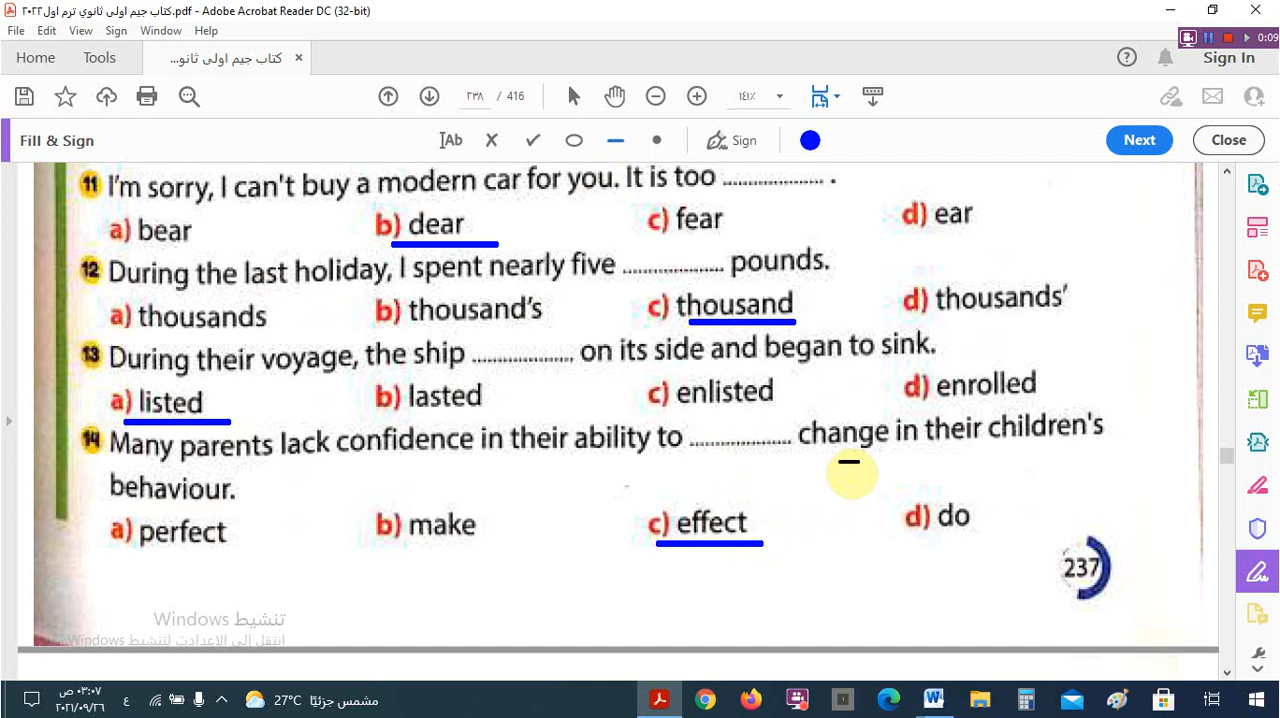 كتاب جيم اولى ثانوي ترم اول٢٠٢٢.pdf - Adobe Acrobat Reader DC (32-bit)
File Edit View Sign Window Help
0:09
Home Tools كتاب جيم اولى ثانو... × Sign In
٢٣٨ / 416 ١٤١٪
Fill & Sign Ab Sign Next Close
11 I'm sorry, I can't buy a modern car for you. It is too .................... .
a) bear b) dear c) fear d) ear
12 During the last holiday, I spent nearly five .................... pounds.
a) thousands b) thousand's c) thousand d) thousands'
13 During their voyage, the ship .................... on its side and began to sink.
a) listed b) lasted c) enlisted d) enrolled
14 Many parents lack confidence in their ability to .................... change in their children's
behaviour.
a) perfect b) make c) effect d) do
237
تنشيط Windows
انتقل إلى الإعدادات لتنشيط Windows
٠٣:٠٧ ص
٢٠٢١/٠٩/٢٦
ع
27°C مشمس جزئيًا